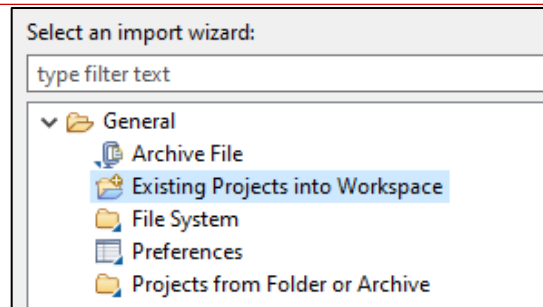 Select an import wizard:
type filter text
General
Archive File
Existing Projects into Workspace
File System
Preferences
Projects from Folder or Archive